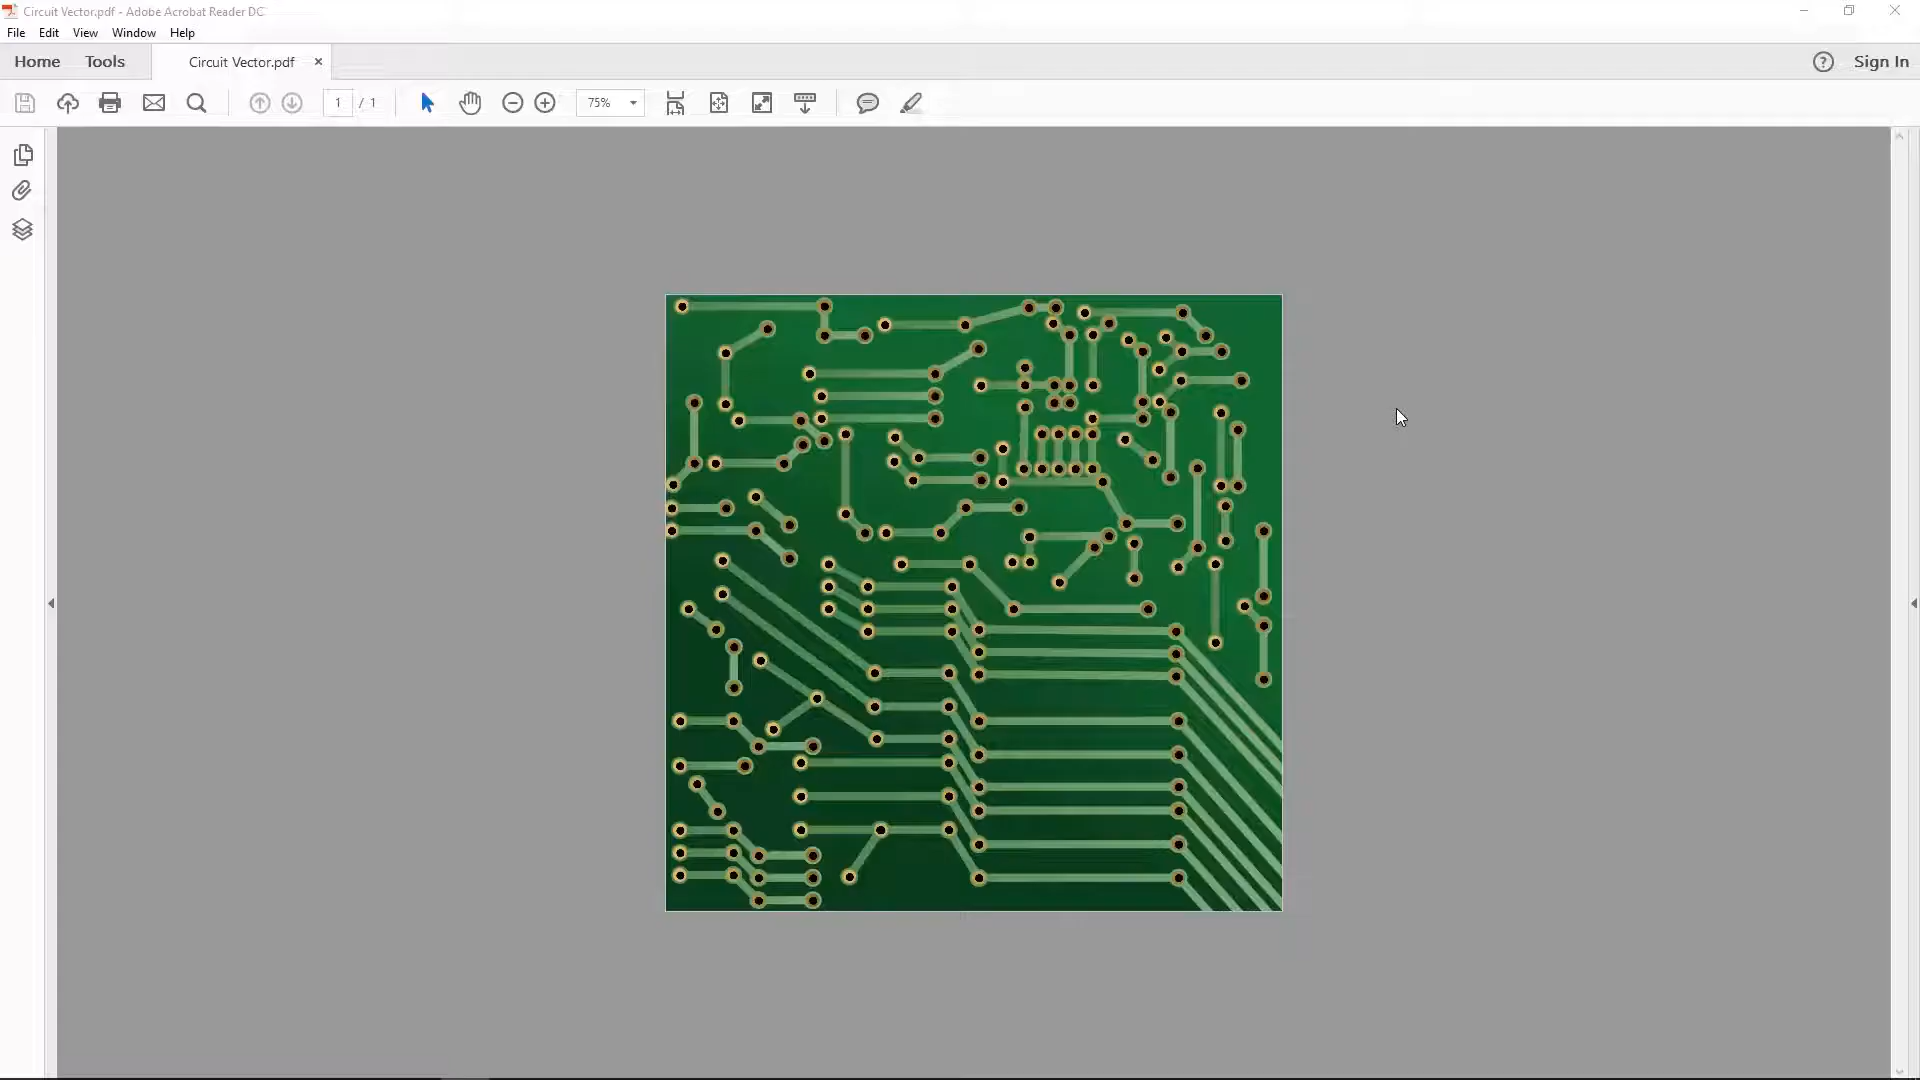 Circuit Vector.pdf - Adobe Acrobat Reader DC
File Edit View Window Help
Home Tools Circuit Vector.pdf × ? Sign In
1 / 1 75%